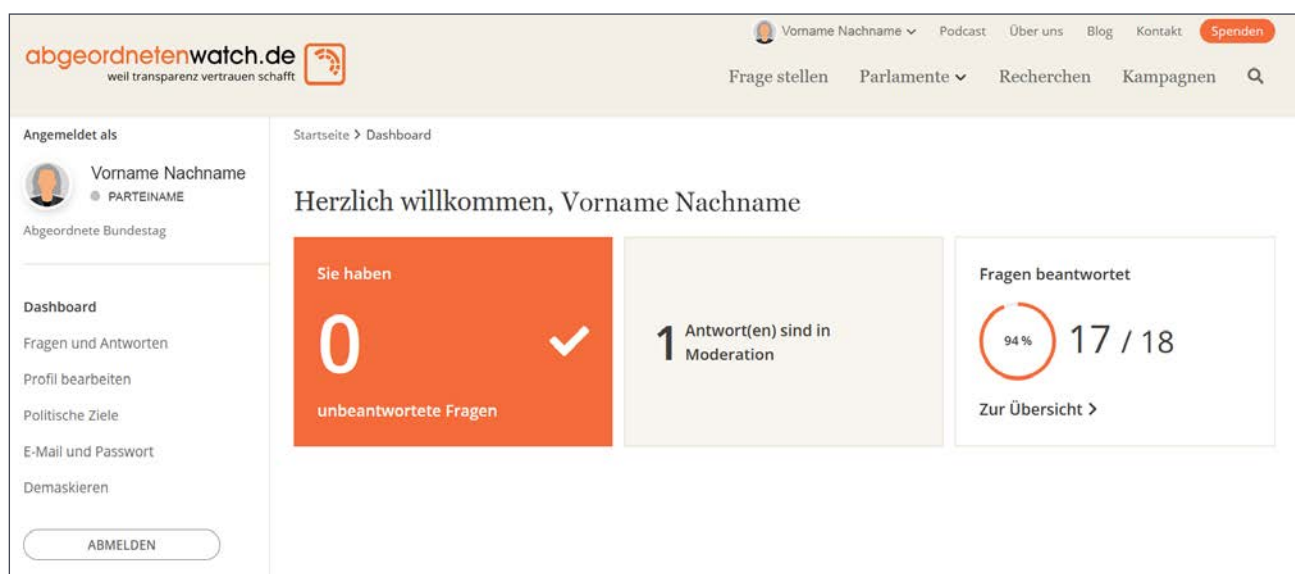 Vorname Nachname Podcast Über uns Blog Kontakt Spenden
abgeordnetenwatch.de
weil transparenz vertrauen schafft
Frage stellen Parlamente Recherchen Kampagnen
Angemeldet als
Vorname Nachname
PARTEINAME
Abgeordnete Bundestag
Dashboard
Fragen und Antworten
Profil bearbeiten
Politische Ziele
E-Mail und Passwort
Demaskieren
ABMELDEN
Startseite > Dashboard
Herzlich willkommen, Vorname Nachname
Sie haben
0
unbeantwortete Fragen
1 Antwort(en) sind in
Moderation
Fragen beantwortet
94 % 17 / 18
Zur Übersicht >